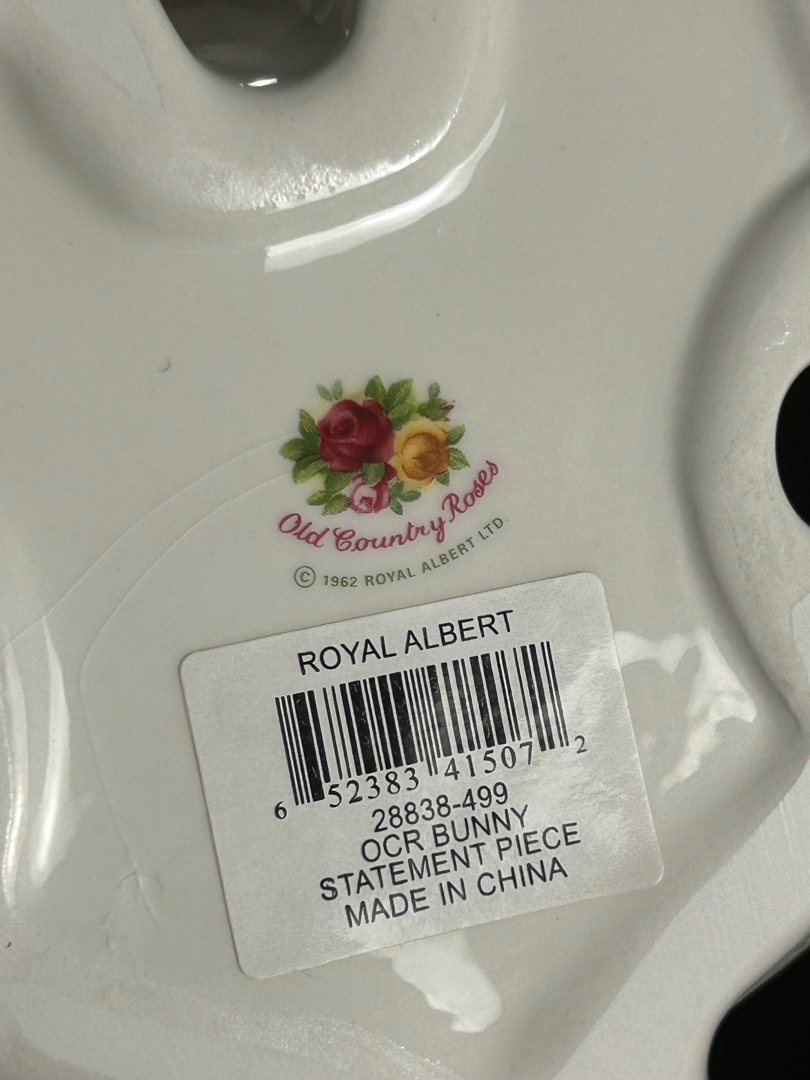 Old Country Roses
© 1962 ROYAL ALBERT LTD.
ROYAL ALBERT
6 52383 41507 2
28838-499
OCR BUNNY
STATEMENT PIECE
MADE IN CHINA